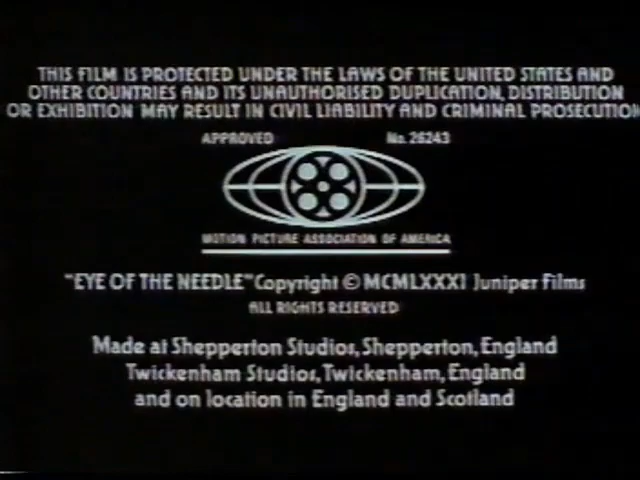 THIS FILM IS PROTECTED UNDER THE LAWS OF THE UNITED STATES AND
OTHER COUNTRIES AND ITS UNAUTHORISED DUPLICATION, DISTRIBUTION
OR EXHIBITION MAY RESULT IN CIVIL LIABILITY AND CRIMINAL PROSECUTION
APPROVED No. 26243
MOTION PICTURE ASSOCIATION OF AMERICA
"EYE OF THE NEEDLE" Copyright © MCMLXXXI Juniper Films
ALL RIGHTS RESERVED
Made at Shepperton Studios, Shepperton, England
Twickenham Studios, Twickenham, England
and on location in England and Scotland